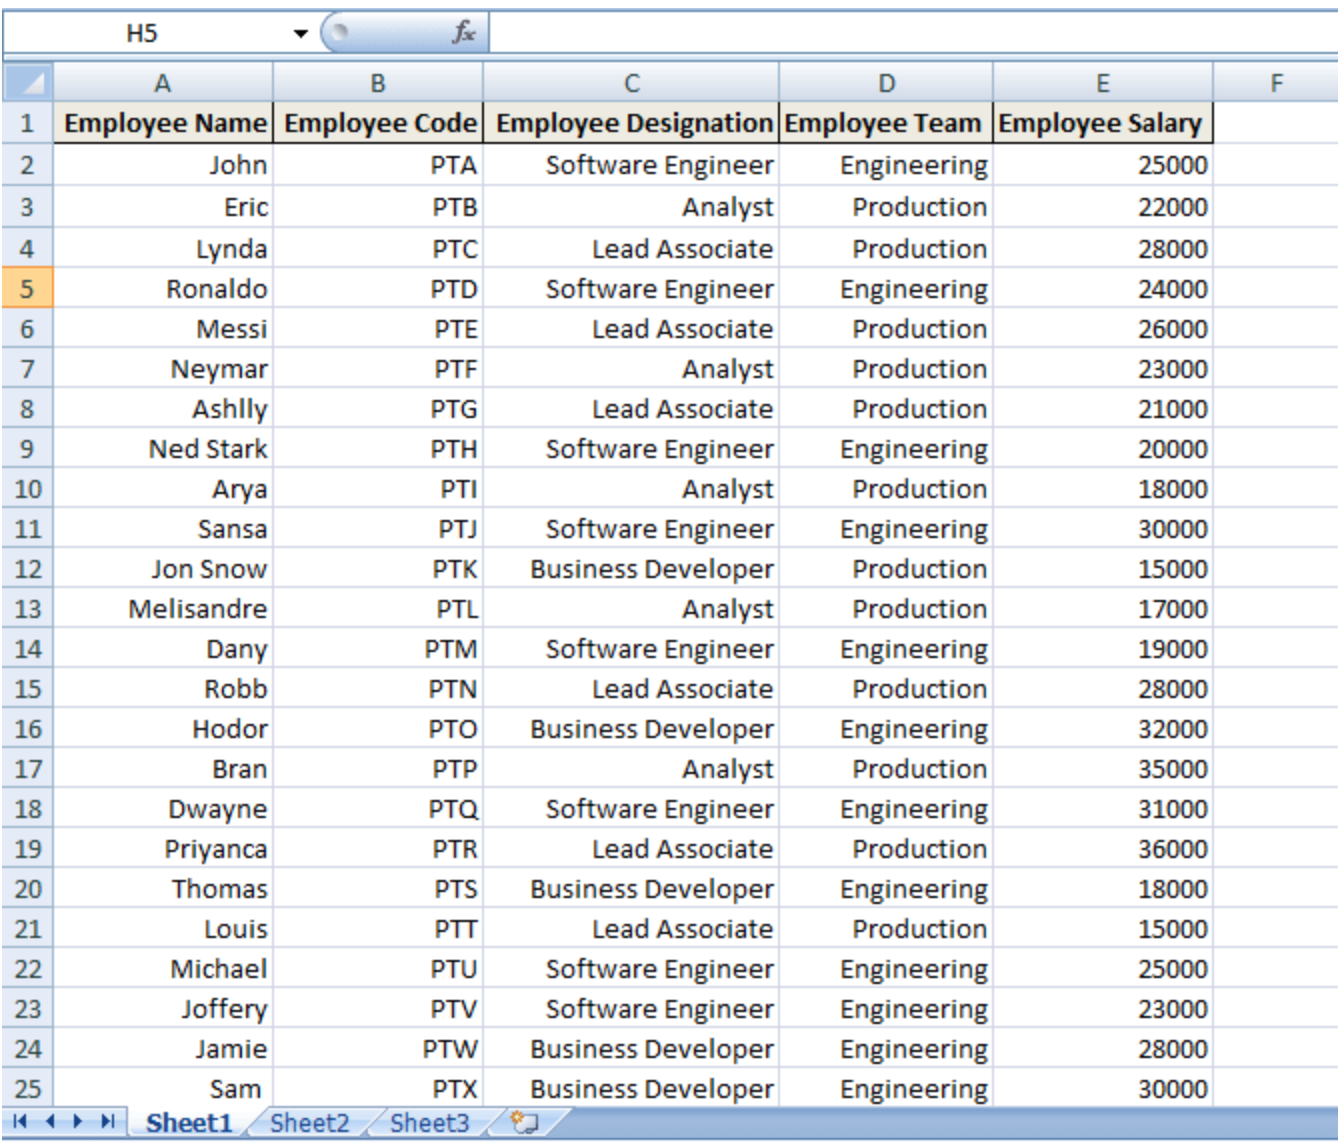 H5 fx
A B C D E F
1 Employee Name Employee Code Employee Designation Employee Team Employee Salary
2 John PTA Software Engineer Engineering 25000
3 Eric PTB Analyst Production 22000
4 Lynda PTC Lead Associate Production 28000
5 Ronaldo PTD Software Engineer Engineering 24000
6 Messi PTE Lead Associate Production 26000
7 Neymar PTF Analyst Production 23000
8 Ashlly PTG Lead Associate Production 21000
9 Ned Stark PTH Software Engineer Engineering 20000
10 Arya PTI Analyst Production 18000
11 Sansa PTJ Software Engineer Engineering 30000
12 Jon Snow PTK Business Developer Production 15000
13 Melisandre PTL Analyst Production 17000
14 Dany PTM Software Engineer Engineering 19000
15 Robb PTN Lead Associate Production 28000
16 Hodor PTO Business Developer Engineering 32000
17 Bran PTP Analyst Production 35000
18 Dwayne PTQ Software Engineer Engineering 31000
19 Priyanca PTR Lead Associate Production 36000
20 Thomas PTS Business Developer Engineering 18000
21 Louis PTT Lead Associate Production 15000
22 Michael PTU Software Engineer Engineering 25000
23 Joffery PTV Software Engineer Engineering 23000
24 Jamie PTW Business Developer Engineering 28000
25 Sam PTX Business Developer Engineering 30000
Sheet1 Sheet2 Sheet3